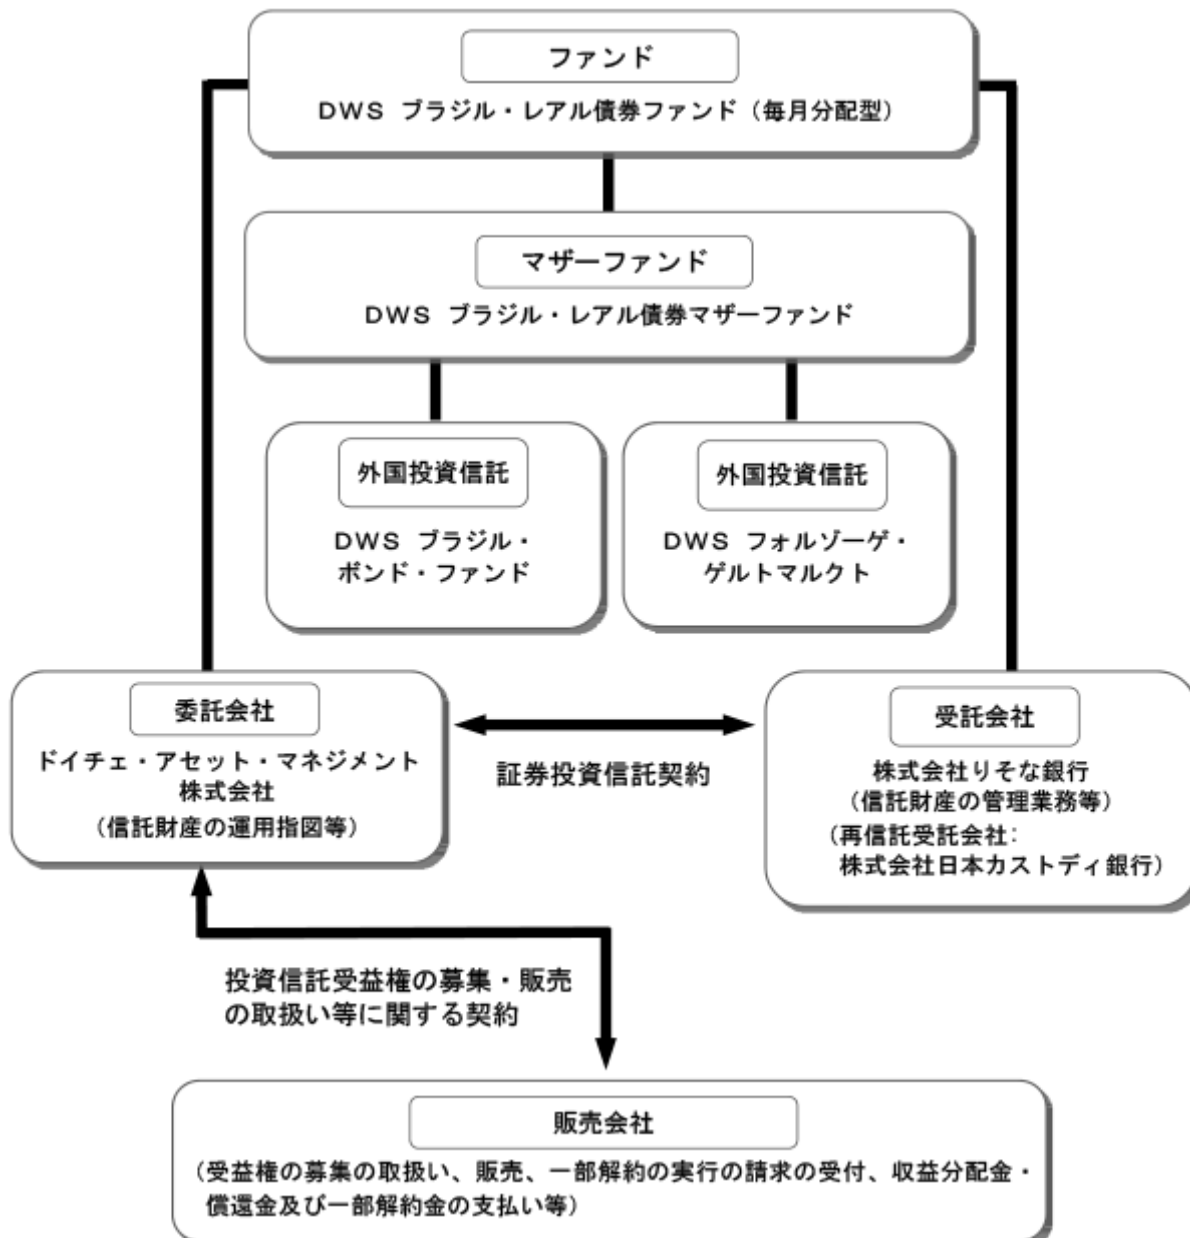 ファンド
DWS ブラジル・レアル債券ファンド（毎月分配型）
マザーファンド
DWS ブラジル・レアル債券マザーファンド
外国投資信託
DWS ブラジル・
ボンド・ファンド
外国投資信託
DWS フォルゾーゲ・
ゲルトマルクト
委託会社
ドイチェ・アセット・マネジメント
株式会社
（信託財産の運用指図等）
証券投資信託契約
受託会社
株式会社りそな銀行
（信託財産の管理業務等）
（再信託受託会社：
株式会社日本カストディ銀行）
投資信託受益権の募集・販売
の取扱い等に関する契約
販売会社
（受益権の募集の取扱い、販売、一部解約の実行の請求の受付、収益分配金・
償還金及び一部解約金の支払い等）